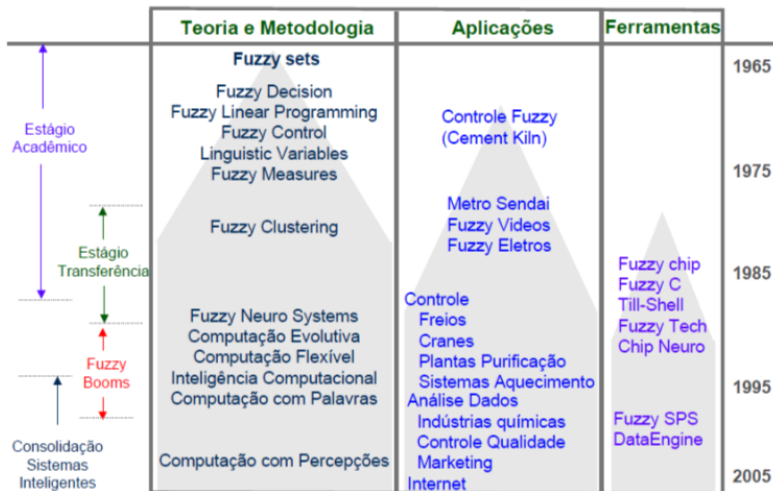 Teoria e Metodologia
Aplicações
Ferramentas
Fuzzy sets
Fuzzy Decision
Fuzzy Linear Programming
Fuzzy Control
Linguistic Variables
Fuzzy Measures
Fuzzy Clustering
Fuzzy Neuro Systems
Computação Evolutiva
Computação Flexível
Inteligência Computacional
Computação com Palavras
Computação com Percepções
Controle Fuzzy
(Cement Kiln)
Metro Sendai
Fuzzy Videos
Fuzzy Eletros
Controle
Freios
Cranes
Plantas Purificação
Sistemas Aquecimento
Análise Dados
Indústrias químicas
Controle Qualidade
Marketing
Internet
Fuzzy chip
Fuzzy C
Till-Shell
Fuzzy Tech
Chip Neuro
Fuzzy SPS
DataEngine
1965
1975
1985
1995
2005
Estágio
Acadêmico
Estágio
Transferência
Fuzzy
Booms
Consolidação
Sistemas
Inteligentes